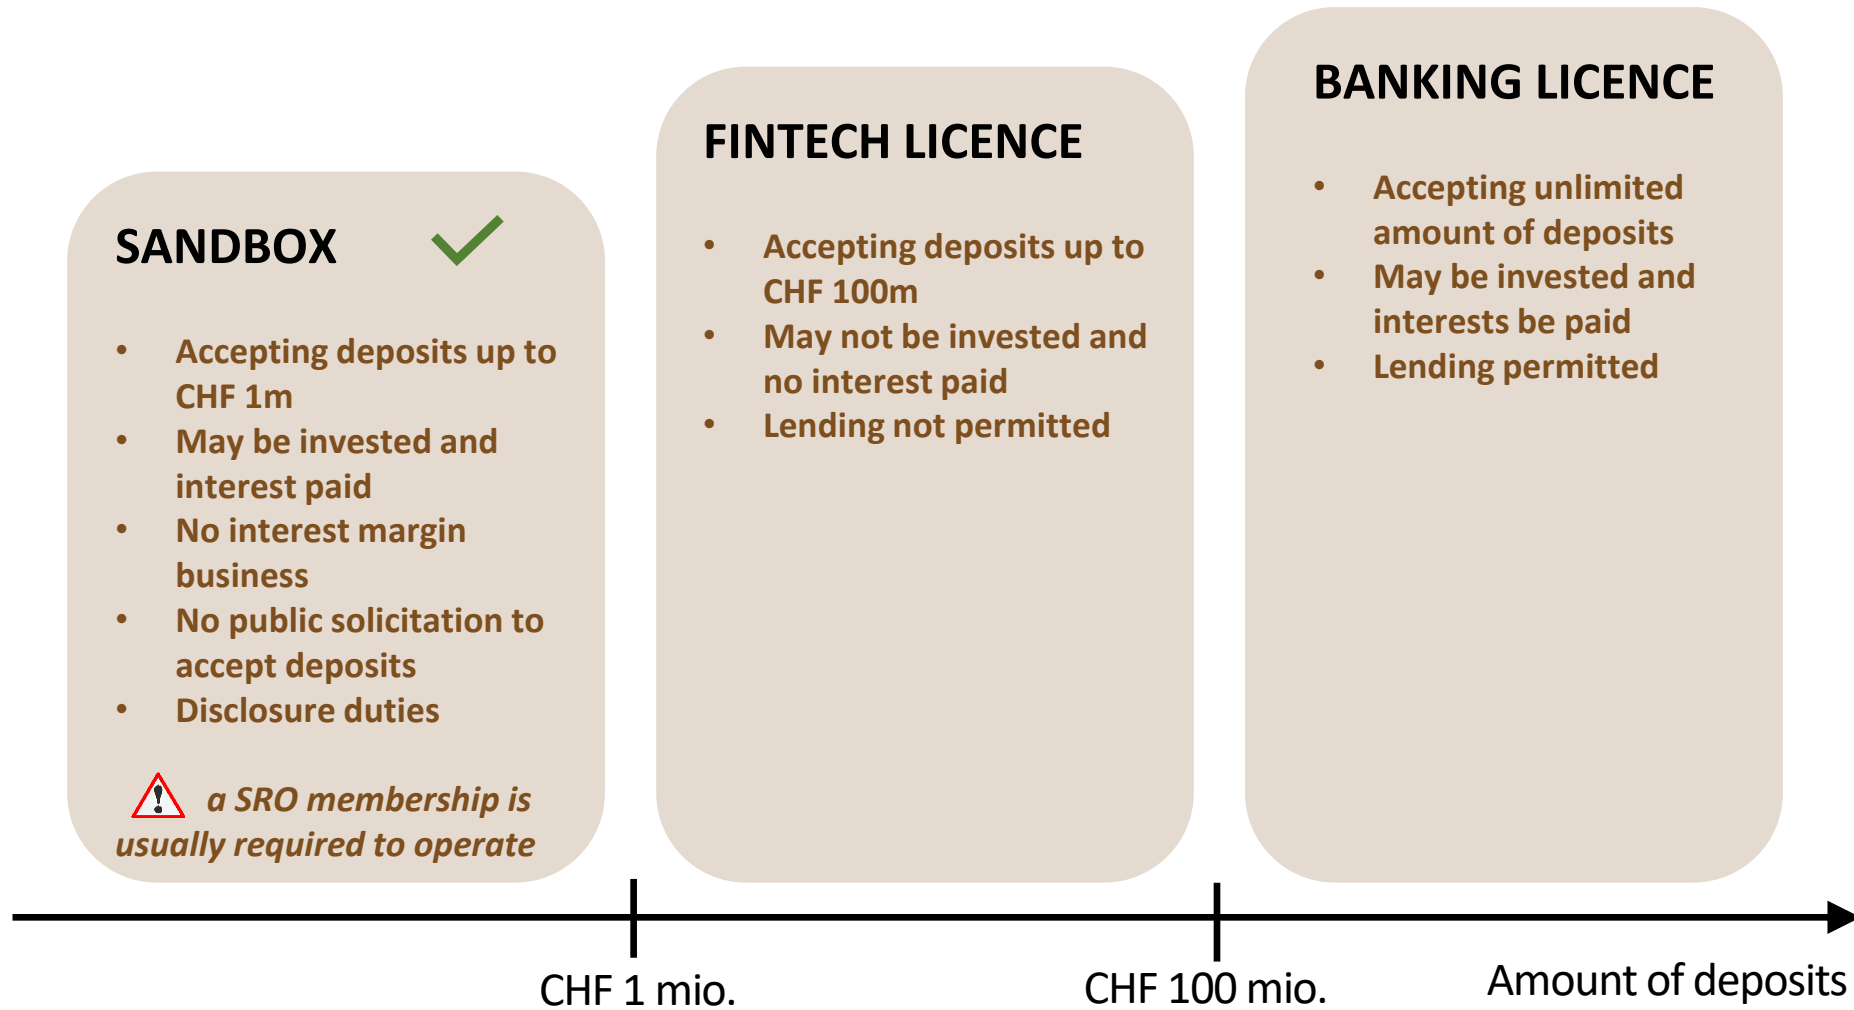 SANDBOX
• Accepting deposits up to
CHF 1m
• May be invested and
interest paid
• No interest margin
business
• No public solicitation to
accept deposits
• Disclosure duties
a SRO membership is
usually required to operate
FINTECH LICENCE
• Accepting deposits up to
CHF 100m
• May not be invested and
no interest paid
• Lending not permitted
BANKING LICENCE
• Accepting unlimited
amount of deposits
• May be invested and
interests be paid
• Lending permitted
CHF 1 mio.
CHF 100 mio.
Amount of deposits